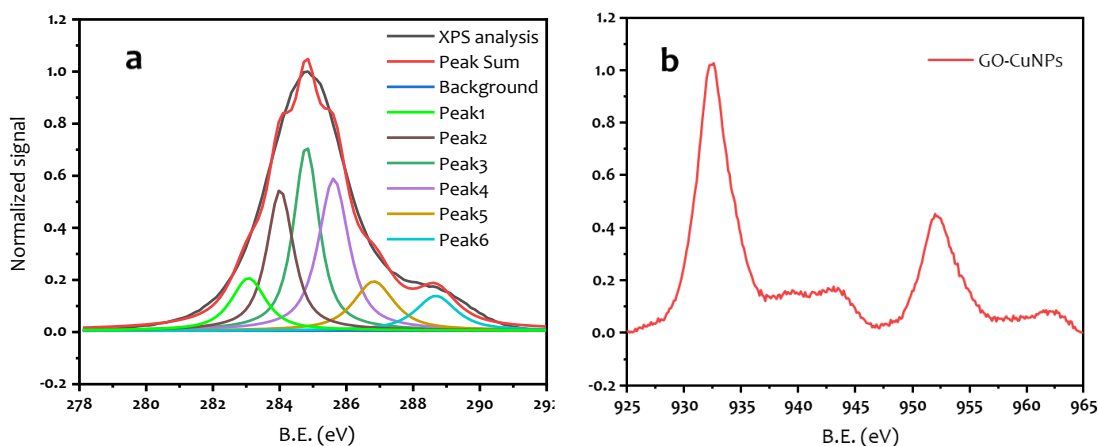 a
XPS analysis
Peak Sum
Background
Peak1
Peak2
Peak3
Peak4
Peak5
Peak6
Normalized signal
1.2
1.0
0.8
0.6
0.4
0.2
0.0
-0.2
278 280 282 284 286 288 290 292
B.E. (eV)
b
GO-CuNPs
1.2
1.0
0.8
0.6
0.4
0.2
0.0
-0.2
925 930 935 940 945 950 955 960 965
B.E. (eV)